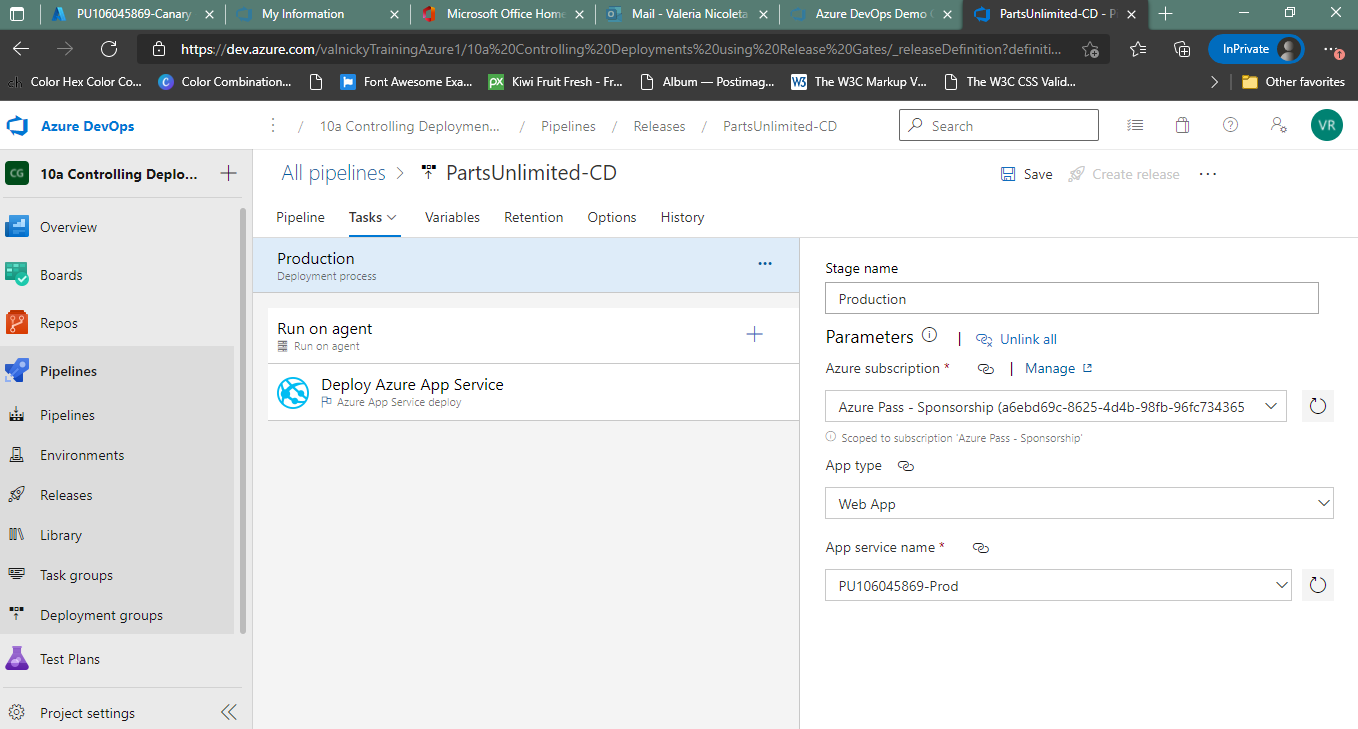 PU106045869-Canary
My Information
Microsoft Office Home
Mail - Valeria Nicoleta
Azure DevOps Demo
PartsUnlimited-CD - P
https://dev.azure.com/valnickyTrainingAzure1/10a%20Controlling%20Deployments%20using%20Release%20Gates/_releaseDefinition?definiti...
InPrivate
ch Color Hex Color Co...
C Color Combination...
Font Awesome Exa...
px Kiwi Fruit Fresh - Fr...
Album — Postimag...
W3 The W3C Markup V...
The W3C CSS Valid...
Other favorites
Azure DevOps
/ 10a Controlling Deploymen... / Pipelines / Releases / PartsUnlimited-CD
Search
VR
CG 10a Controlling Deplo...
Overview
Boards
Repos
Pipelines
Pipelines
Environments
Releases
Library
Task groups
Deployment groups
Test Plans
Project settings
All pipelines > PartsUnlimited-CD
Save
Create release
Pipeline
Tasks
Variables
Retention
Options
History
Production
Deployment process
Run on agent
Run on agent
Deploy Azure App Service
Azure App Service deploy
Stage name
Production
Parameters | Unlink all
Azure subscription * | Manage
Azure Pass - Sponsorship (a6ebd69c-8625-4d4b-98fb-96fc734365
Scoped to subscription 'Azure Pass - Sponsorship'
App type
Web App
App service name *
PU106045869-Prod